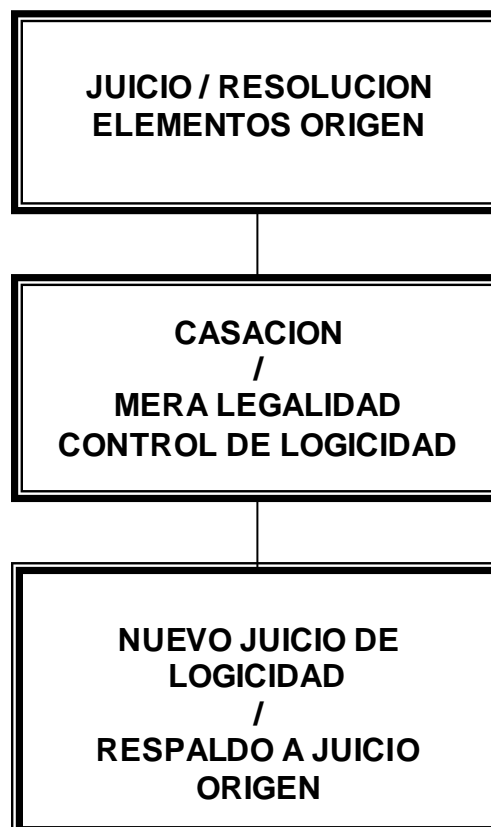 JUICIO / RESOLUCION
ELEMENTOS ORIGEN
CASACION
/
MERA LEGALIDAD
CONTROL DE LOGICIDAD
NUEVO JUICIO DE
LOGICIDAD
/
RESPALDO A JUICIO
ORIGEN